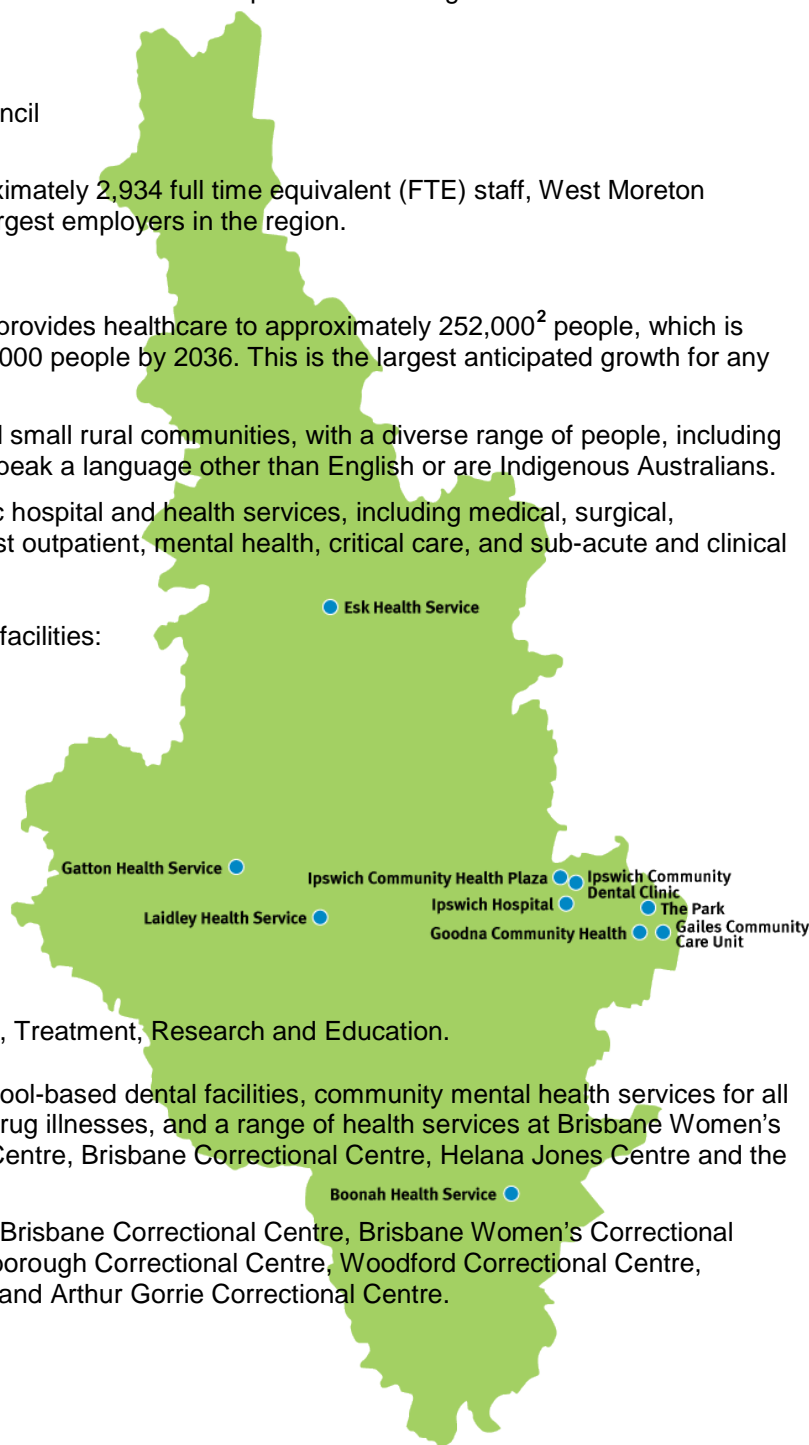 ncil
ximately 2,934 full time equivalent (FTE) staff, West Moreton
rgest employers in the region.
provides healthcare to approximately 252,000² people, which is
,000 people by 2036. This is the largest anticipated growth for any
d small rural communities, with a diverse range of people, including
peak a language other than English or are Indigenous Australians.
c hospital and health services, including medical, surgical,
st outpatient, mental health, critical care, and sub-acute and clinical
Esk Health Service
facilities:
Gatton Health Service
Ipswich Community Health Plaza
Ipswich Community
Dental Clinic
Ipswich Hospital
The Park
Laidley Health Service
Goodna Community Health
Gailes Community
Care Unit
, Treatment, Research and Education.
ool-based dental facilities, community mental health services for all
rug illnesses, and a range of health services at Brisbane Women's
Centre, Brisbane Correctional Centre, Helana Jones Centre and the
Boonah Health Service
Brisbane Correctional Centre, Brisbane Women's Correctional
orough Correctional Centre, Woodford Correctional Centre,
and Arthur Gorrie Correctional Centre.